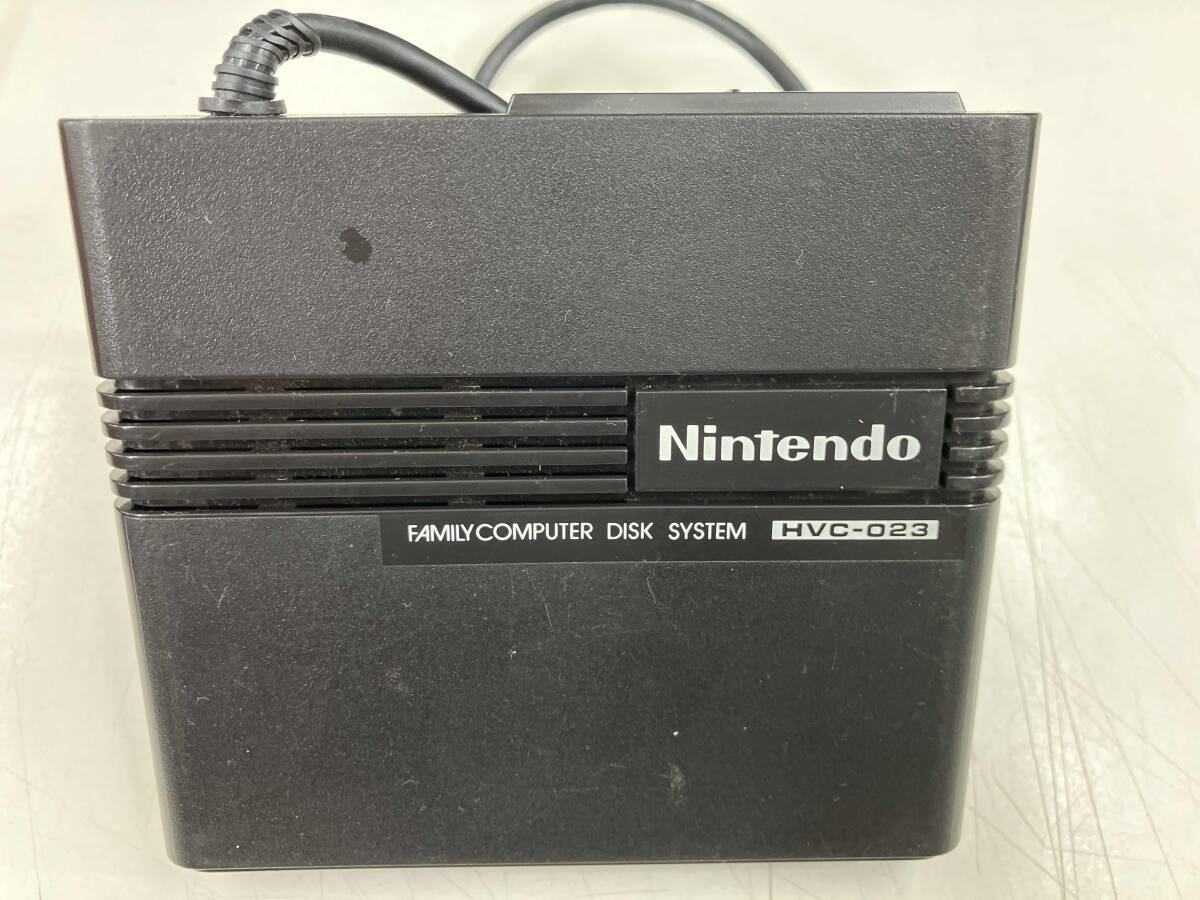 Nintendo
FAMILY COMPUTER DISK SYSTEM HVC-023